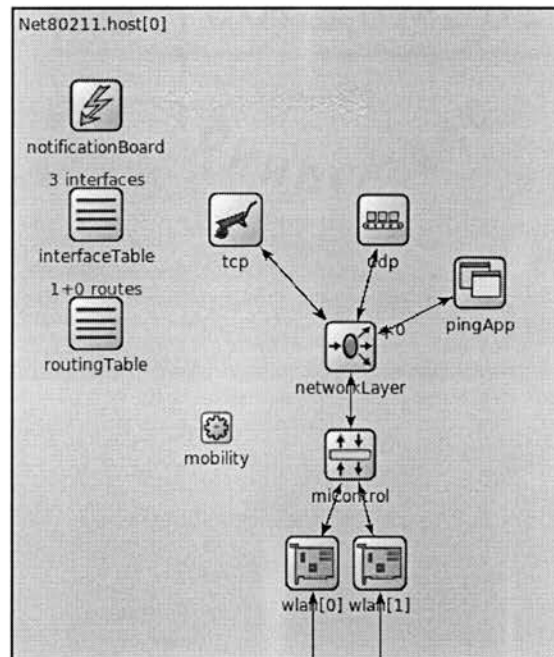 Net80211.host[0]
notificationBoard
3 interfaces
interfaceTable
1+0 routes
routingTable
tcp
udp
pingApp
networkLayer
mobility
miControl
wlan[0] wlan[1]